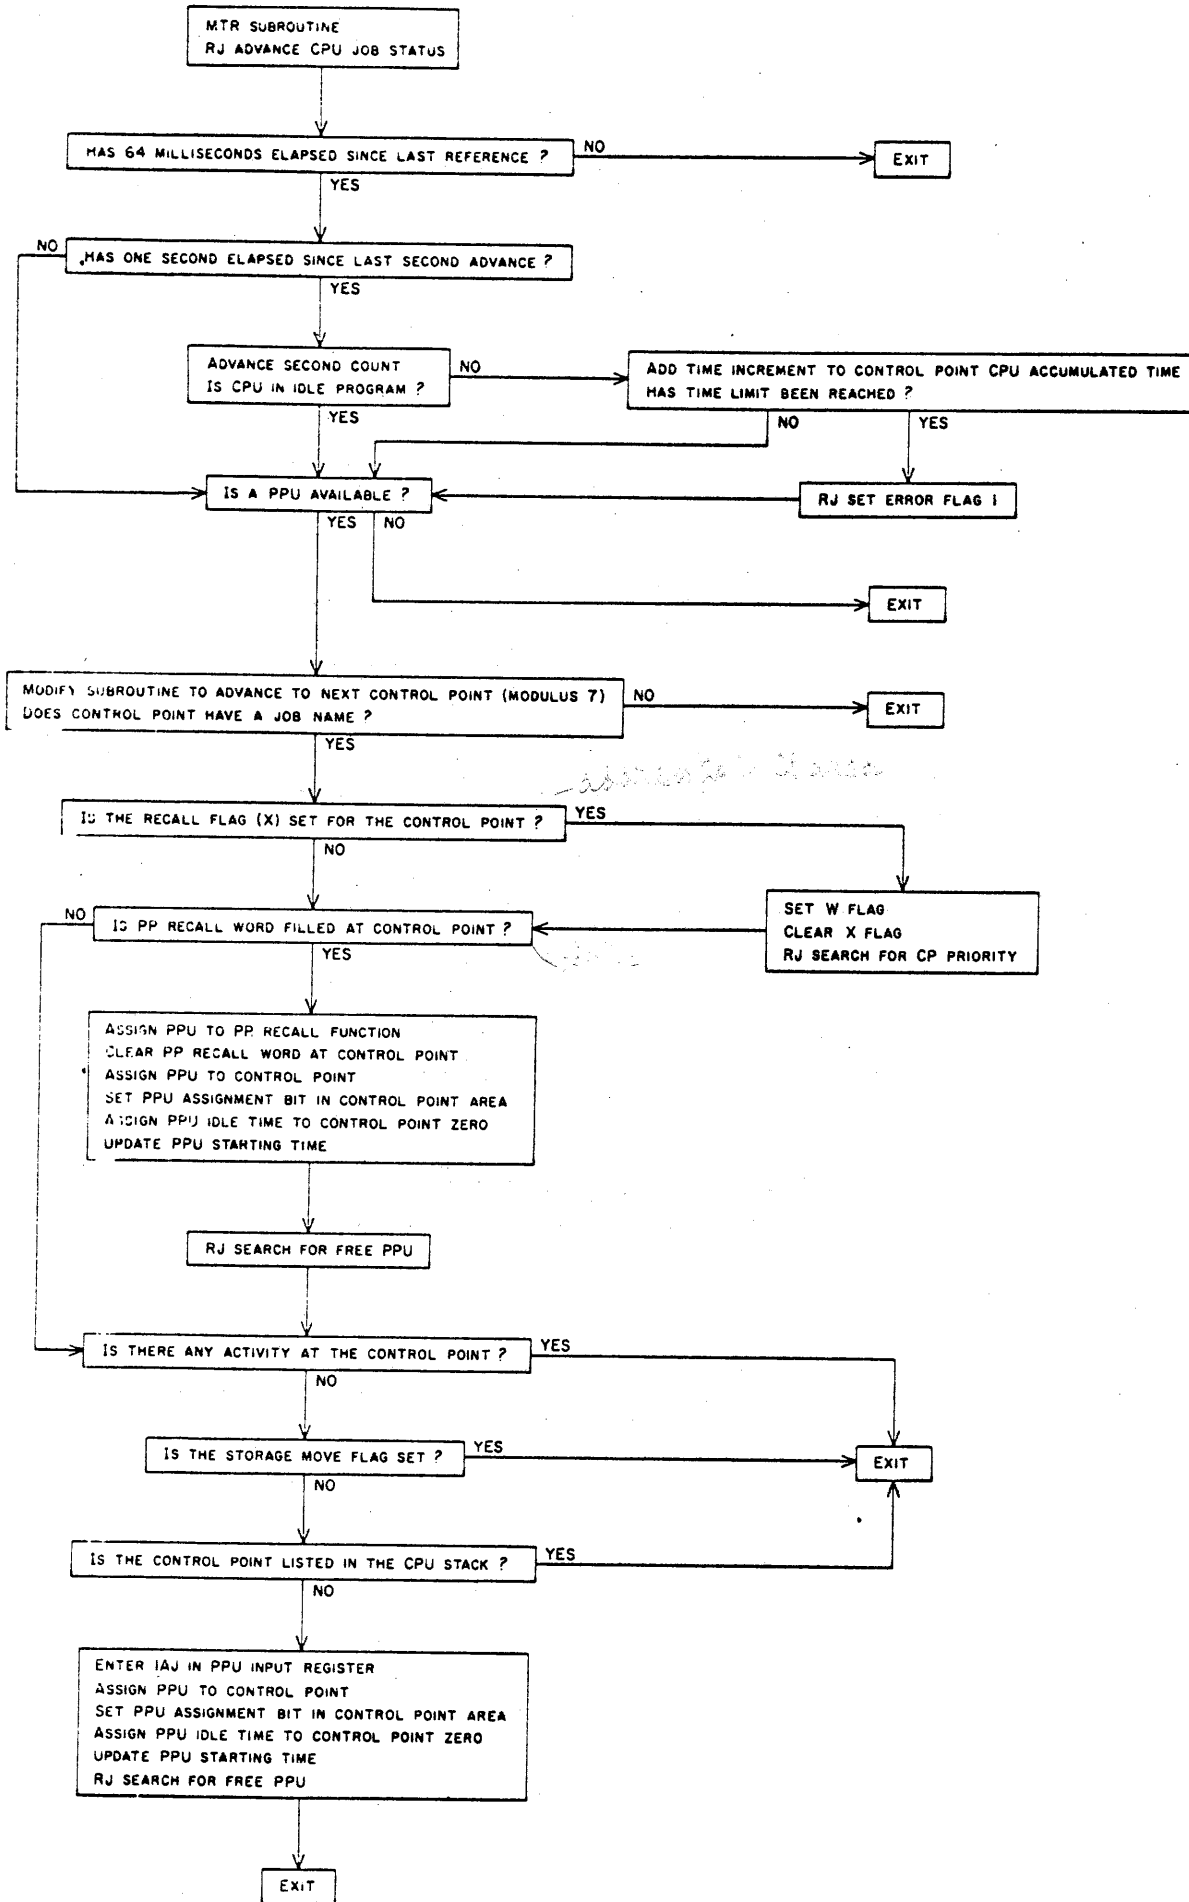 MTR SUBROUTINE
RJ ADVANCE CPU JOB STATUS
HAS 64 MILLISECONDS ELAPSED SINCE LAST REFERENCE ?
NO
EXIT
YES
NO
HAS ONE SECOND ELAPSED SINCE LAST SECOND ADVANCE ?
YES
ADVANCE SECOND COUNT
IS CPU IN IDLE PROGRAM ?
NO
ADD TIME INCREMENT TO CONTROL POINT CPU ACCUMULATED TIME
HAS TIME LIMIT BEEN REACHED ?
YES
NO
YES
IS A PPU AVAILABLE ?
RJ SET ERROR FLAG 1
YES
NO
EXIT
MODIFY SUBROUTINE TO ADVANCE TO NEXT CONTROL POINT (MODULUS 7)
DOES CONTROL POINT HAVE A JOB NAME ?
NO
EXIT
YES
IS THE RECALL FLAG (X) SET FOR THE CONTROL POINT ?
YES
NO
SET W FLAG
CLEAR X FLAG
RJ SEARCH FOR CP PRIORITY
NO
IS PP RECALL WORD FILLED AT CONTROL POINT ?
YES
ASSIGN PPU TO PP RECALL FUNCTION
CLEAR PP RECALL WORD AT CONTROL POINT
ASSIGN PPU TO CONTROL POINT
SET PPU ASSIGNMENT BIT IN CONTROL POINT AREA
ASSIGN PPU IDLE TIME TO CONTROL POINT ZERO
UPDATE PPU STARTING TIME
RJ SEARCH FOR FREE PPU
IS THERE ANY ACTIVITY AT THE CONTROL POINT ?
YES
NO
IS THE STORAGE MOVE FLAG SET ?
YES
EXIT
NO
IS THE CONTROL POINT LISTED IN THE CPU STACK ?
YES
NO
ENTER 1AJ IN PPU INPUT REGISTER
ASSIGN PPU TO CONTROL POINT
SET PPU ASSIGNMENT BIT IN CONTROL POINT AREA
ASSIGN PPU IDLE TIME TO CONTROL POINT ZERO
UPDATE PPU STARTING TIME
RJ SEARCH FOR FREE PPU
EXIT